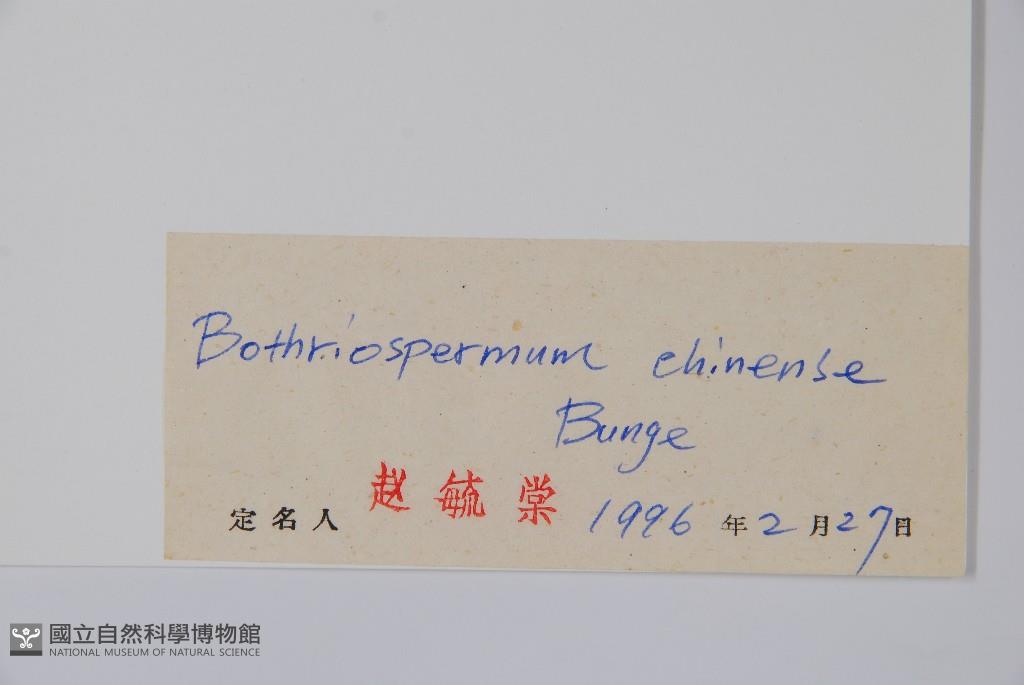 Bothriospermum chinense
Bunge
定名人 赵毓棠 1996 年 2 月 27 日
國立自然科學博物館
NATIONAL MUSEUM OF NATURAL SCIENCE